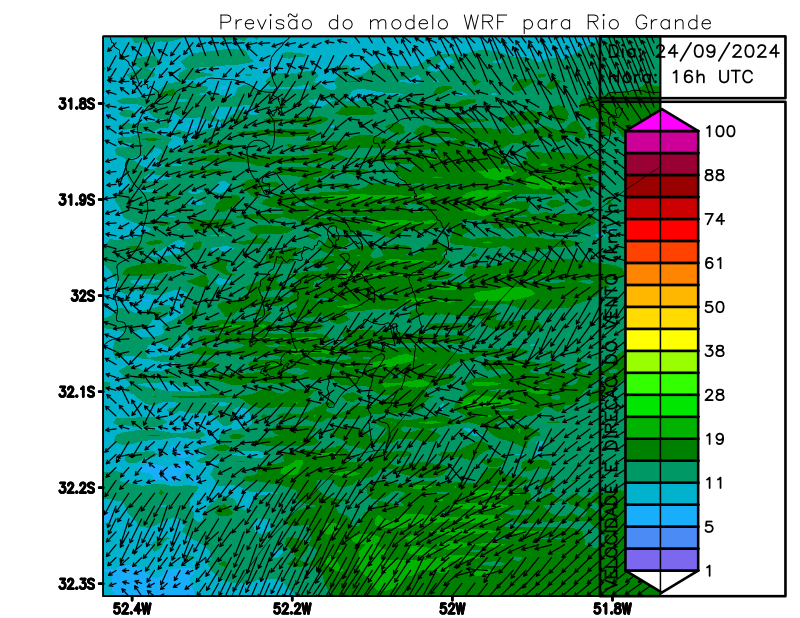 Previsão do modelo WRF para Rio Grande
Dia: 24/09/2024
Hora: 16h UTC
31.8S
31.9S
32S
32.1S
32.2S
32.3S
52.4W
52.2W
52W
51.8W
VELOCIDADE E DIREÇÃO DO VENTO (km/h)
100
88
74
61
50
38
28
19
11
5
1